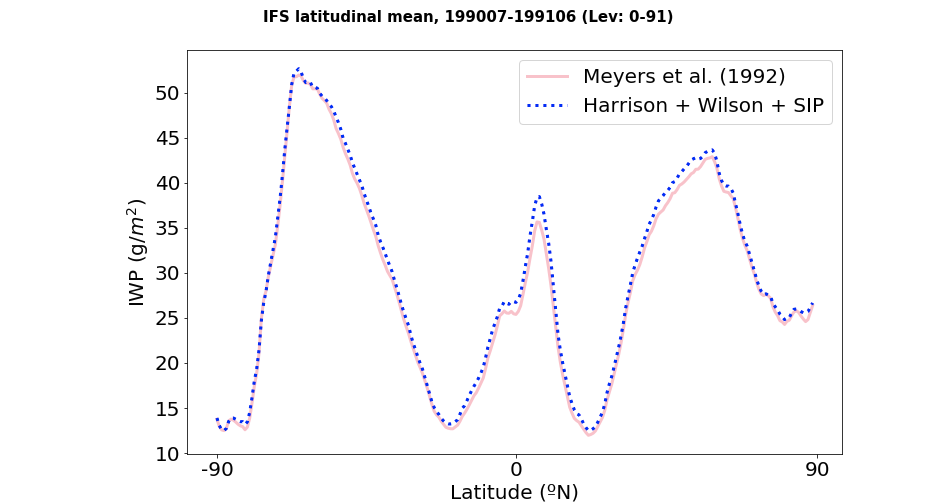 IFS latitudinal mean, 199007-199106 (Lev: 0-91)
Meyers et al. (1992)
Harrison + Wilson + SIP
IWP (g/m²)
50
45
40
35
30
25
20
15
10
-90
0
90
Latitude (ºN)